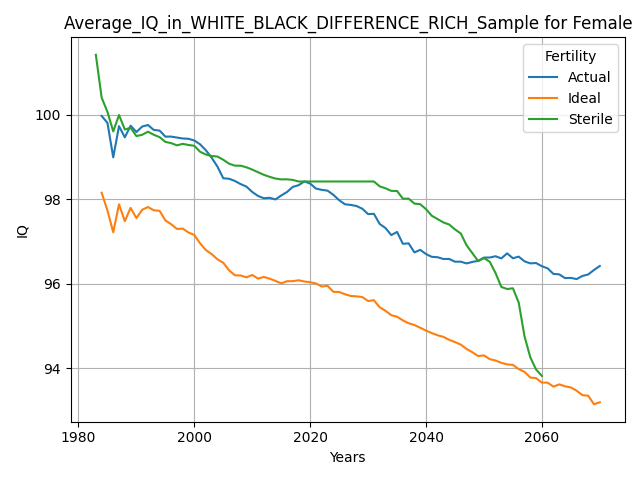 Average_IQ_in_WHITE_BLACK_DIFFERENCE_RICH_Sample for Female
Fertility
Actual
Ideal
Sterile
IQ
100
98
96
94
1980
2000
2020
2040
2060
Years